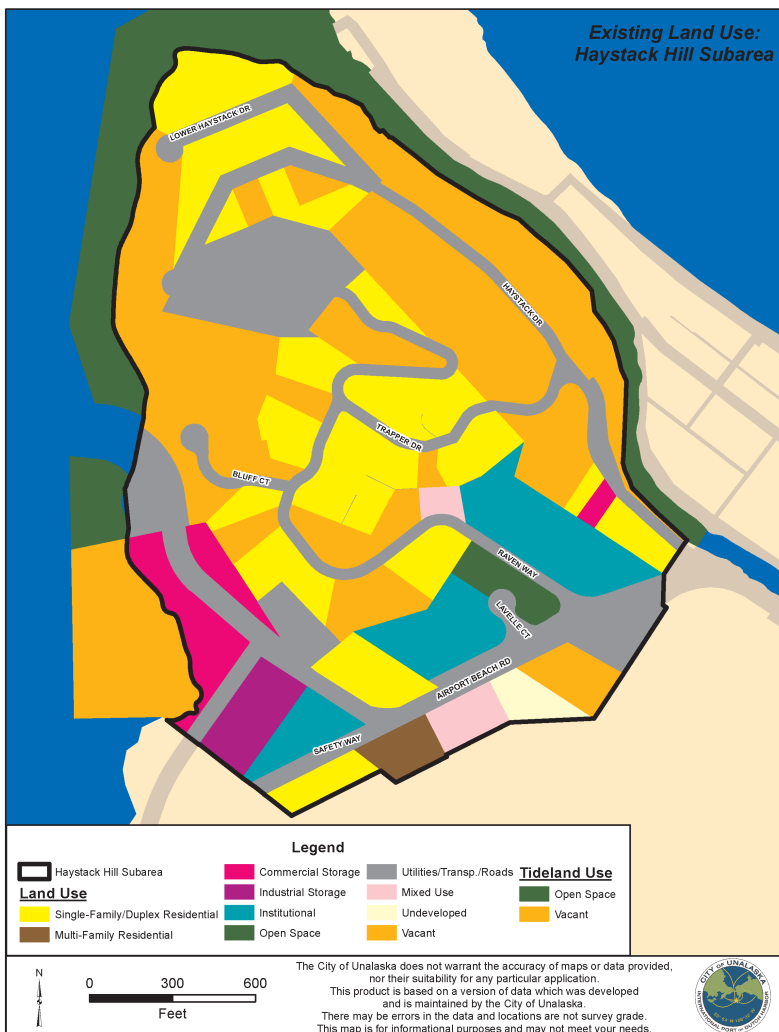 Existing Land Use:
Haystack Hill Subarea
LOWER HAYSTACK DR
HAYSTACK DR
TRAPPER DR
BLUFF CT
RAVEN WAY
LAVELLE CT
AIRPORT BEACH RD
SAFETY WAY
Legend
Haystack Hill Subarea
Land Use
Single-Family/Duplex Residential
Multi-Family Residential
Commercial Storage
Industrial Storage
Institutional
Open Space
Utilities/Transp./Roads
Mixed Use
Undeveloped
Vacant
Tideland Use
Open Space
Vacant
N
0 300 600
Feet
The City of Unalaska does not warrant the accuracy of maps or data provided,
nor their suitability for any particular application.
This product is based on a version of data which was developed
and is maintained by the City of Unalaska.
There may be errors in the data and locations are not survey grade.
This map is for informational purposes and may not meet your needs.
CITY OF UNALASKA
INTERNATIONAL PORT OF DUTCH HARBOR